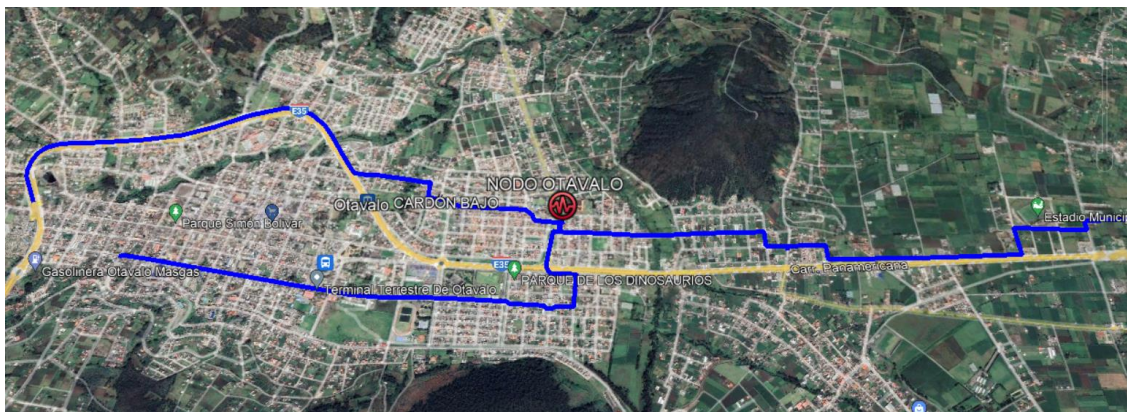 E35
NODO OTAVALO
Otavalo
CARDON BAJO
Parque Simón Bolívar
Estadio Municip
Gasolinera Otavalo Masgas
E35
PARQUE DE LOS DINOSAURIOS
Carr. Panamericana
Terminal Terrestre De Otavalo